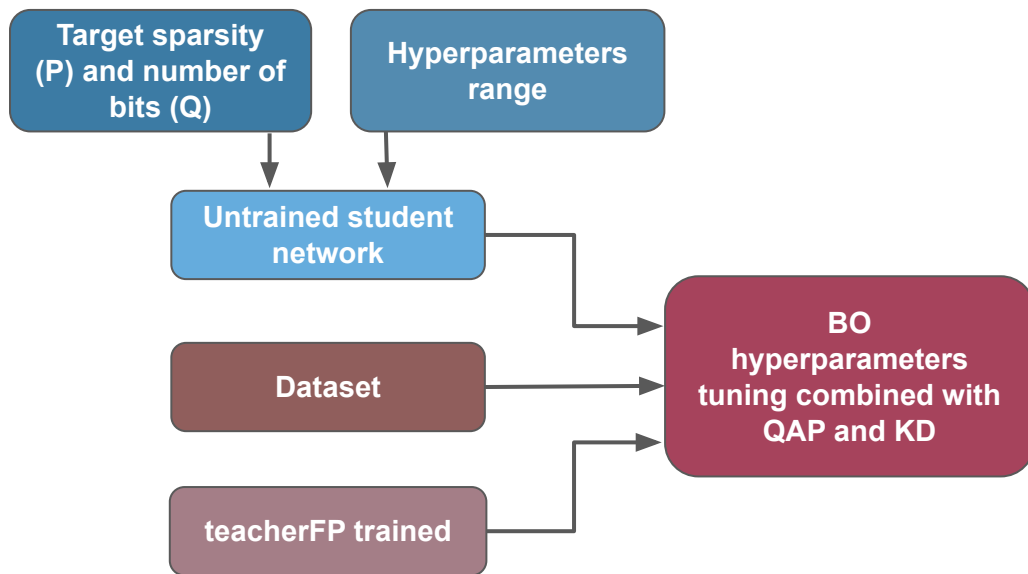 Target sparsity
(P) and number of
bits (Q)
Hyperparameters
range
Untrained student
network
Dataset
teacherFP trained
BO
hyperparameters
tuning combined with
QAP and KD